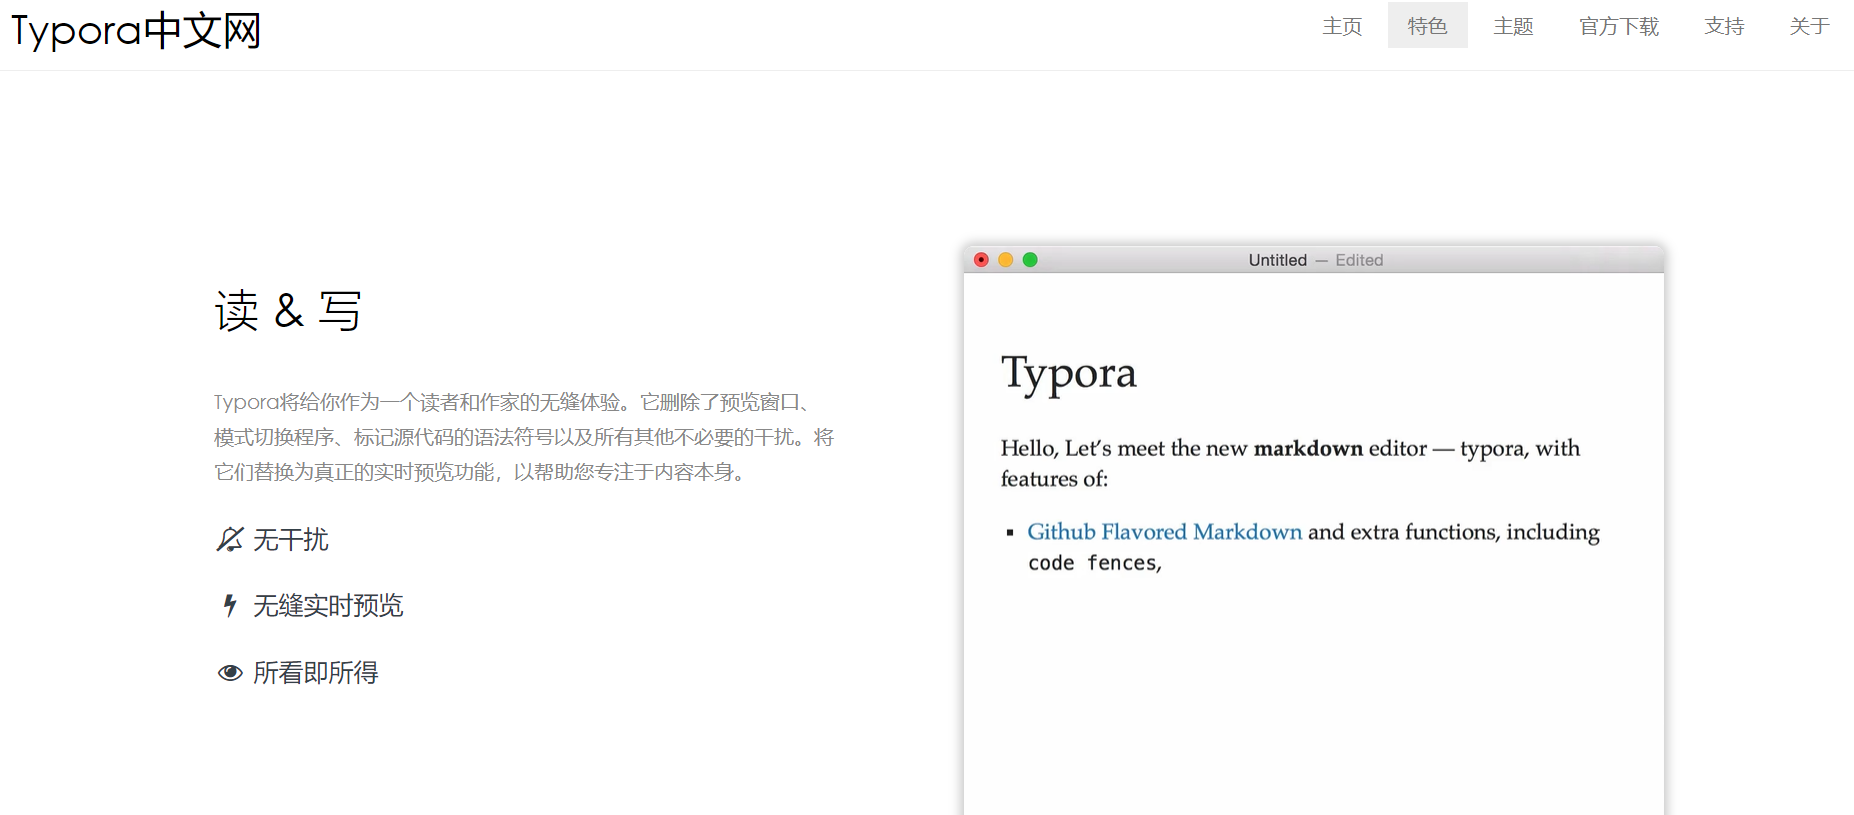 Typora中文网
主页 特色 主题 官方下载 支持 关于
读 & 写
Typora将给你作为一个读者和作家的无缝体验。它删除了预览窗口、
模式切换程序、标记源代码的语法符号以及所有其他不必要的干扰。将
它们替换为真正的实时预览功能，以帮助您专注于内容本身。
无干扰
无缝实时预览
所看即所得
Untitled — Edited
Typora
Hello, Let’s meet the new markdown editor — typora, with
features of:
Github Flavored Markdown and extra functions, including
code fences,